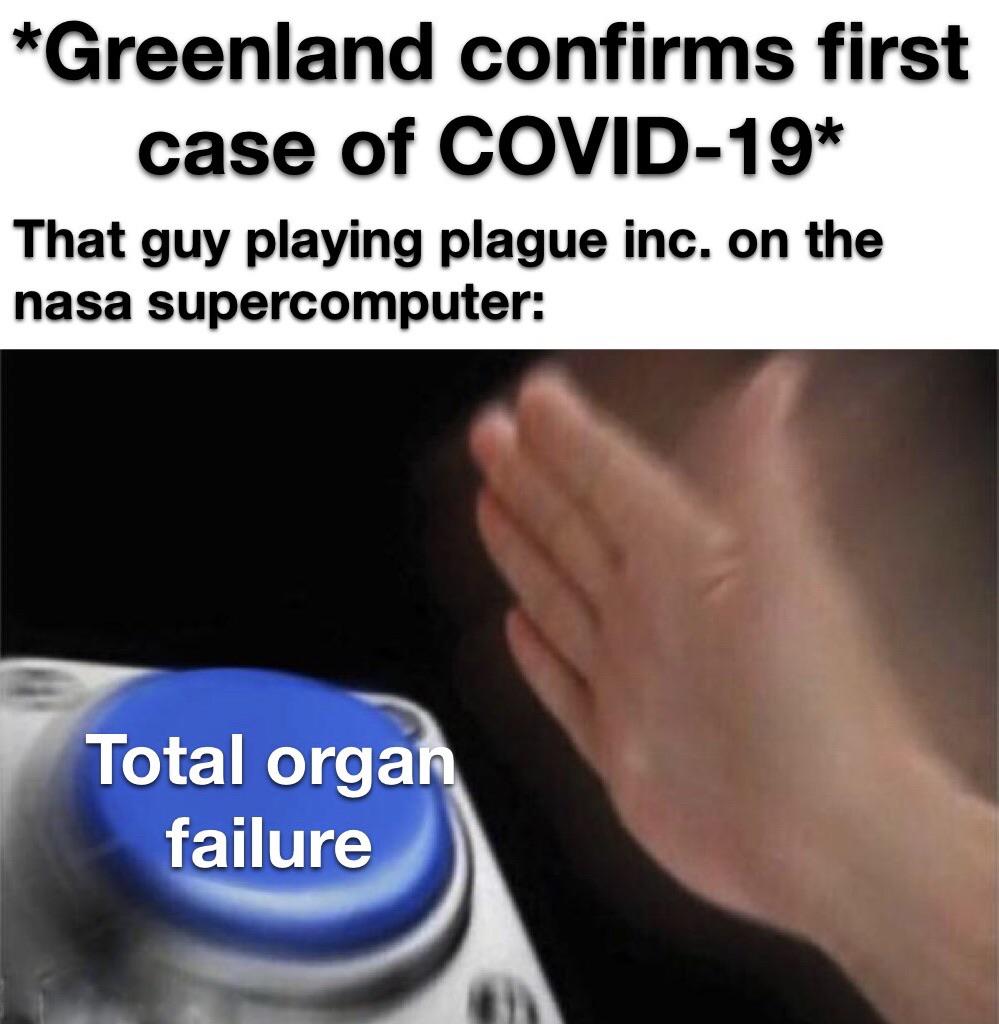 *Greenland confirms first
case of COVID-19*
That guy playing plague inc. on the
nasa supercomputer:
Total organ
failure